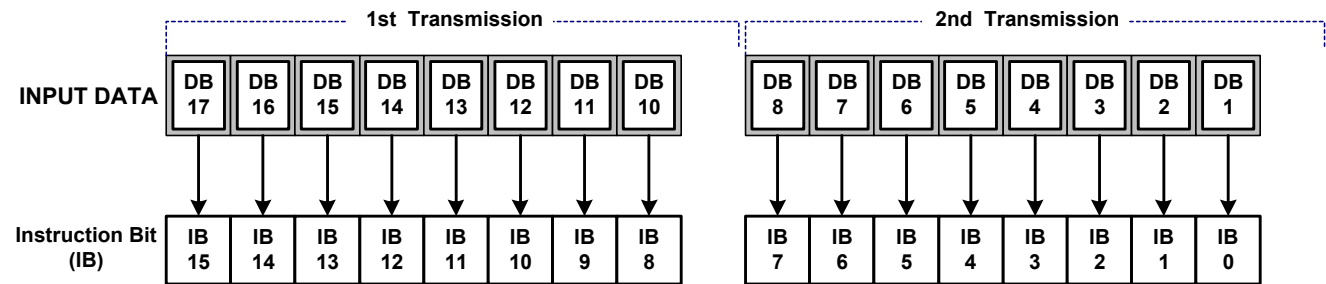 1st Transmission 2nd Transmission
INPUT DATA DB 17 DB 16 DB 15 DB 14 DB 13 DB 12 DB 11 DB 10 DB 8 DB 7 DB 6 DB 5 DB 4 DB 3 DB 2 DB 1
Instruction Bit (IB) IB 15 IB 14 IB 13 IB 12 IB 11 IB 10 IB 9 IB 8 IB 7 IB 6 IB 5 IB 4 IB 3 IB 2 IB 1 IB 0